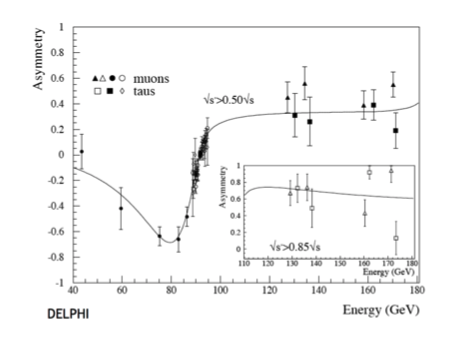 Asymmetry
1
0.8
0.6
0.4
0.2
0
-0.2
-0.4
-0.6
-0.8
-1
muons
taus
√s>0.50√s
Asymmetry
1
0.8
0.6
0.4
0.2
0
√s>0.85√s
110 120 130 140 150 160 170 180
Energy (GeV)
40 60 80 100 120 140 160 180
Energy (GeV)
DELPHI